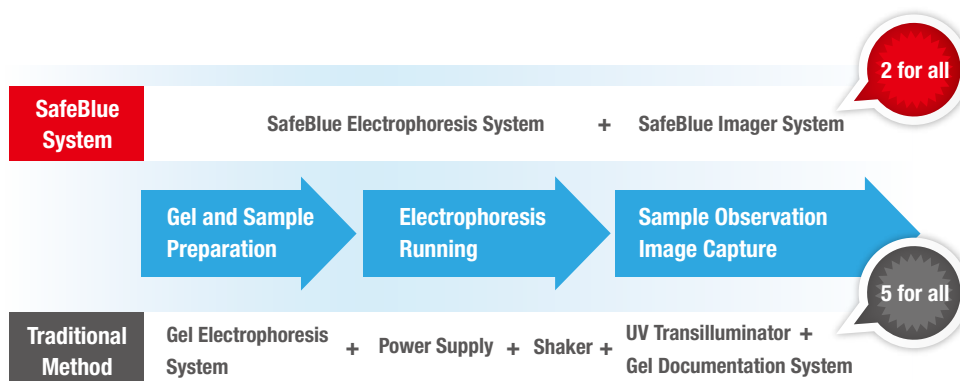 2 for all
SafeBlue
System
SafeBlue Electrophoresis System + SafeBlue Imager System
Gel and Sample
Preparation
Electrophoresis
Running
Sample Observation
Image Capture
5 for all
Traditional
Method
Gel Electrophoresis
System
+ Power Supply + Shaker +
UV Transilluminator +
Gel Documentation System